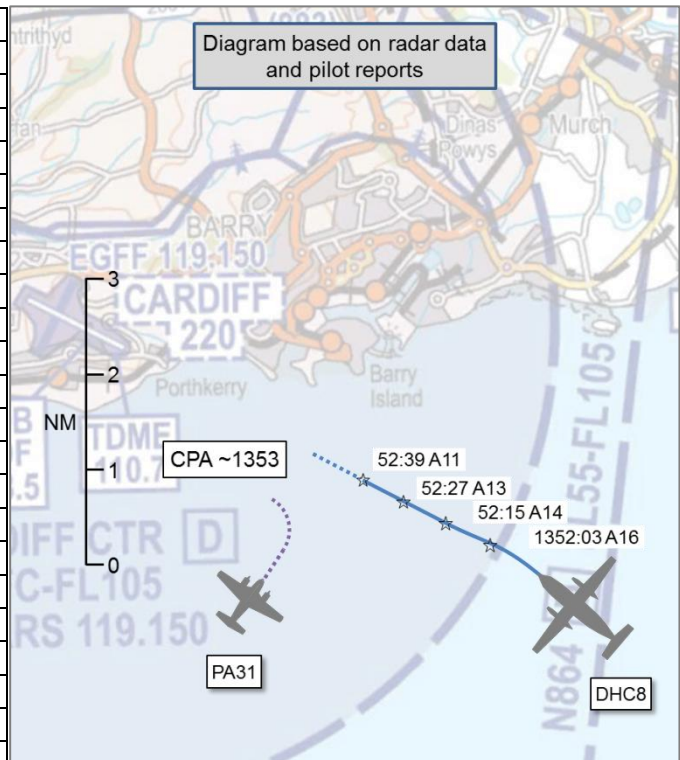 Diagram based on radar data
and pilot reports
Dinas
Powys
Murch
BARRY
EGFF 119.150
CARDIFF
220
Barry
Island
Porthkerry
3
2
1
0
NM
TDME
110.7
CPA ~1353
52:39 A11
52:27 A13
52:15 A14
1352:03 A16
IFF CTR D
C-FL105
RS 119.150
L55-FL105
N864
PA31
DHC8